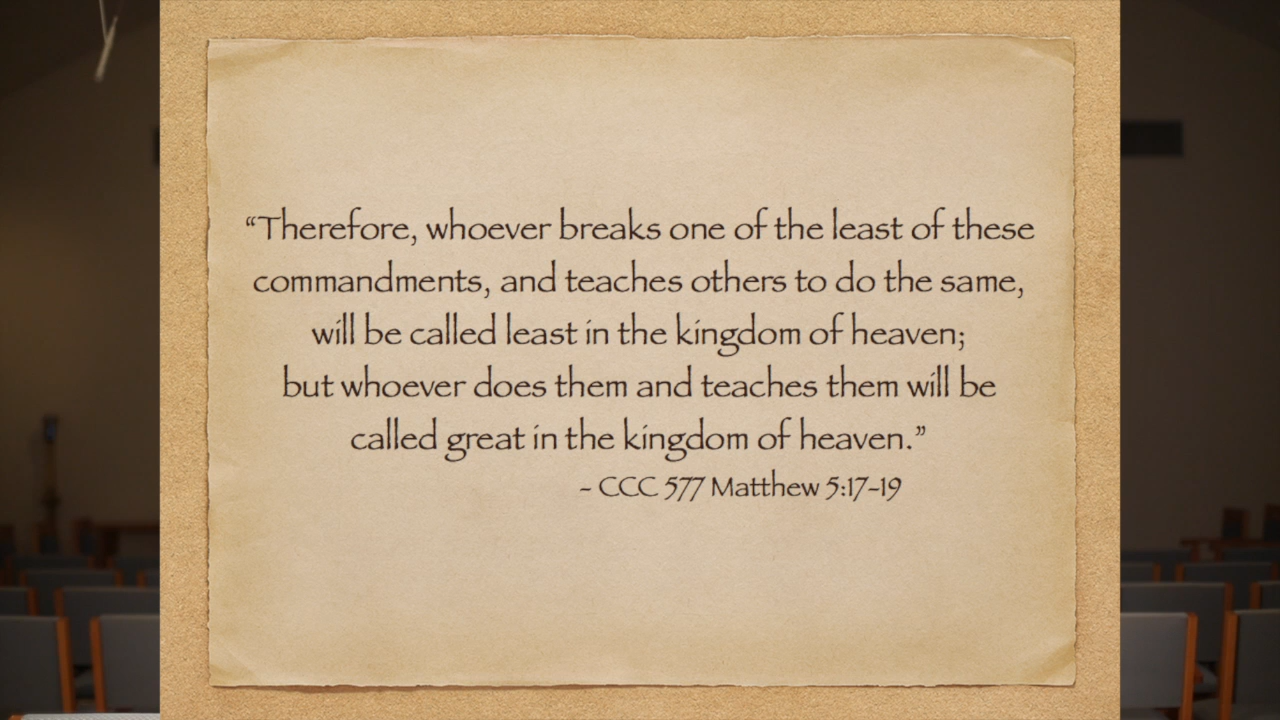 “Therefore, whoever breaks one of the least of these
commandments, and teaches others to do the same,
will be called least in the kingdom of heaven;
but whoever does them and teaches them will be
called great in the kingdom of heaven.”
– CCC 577 Matthew 5:17-19